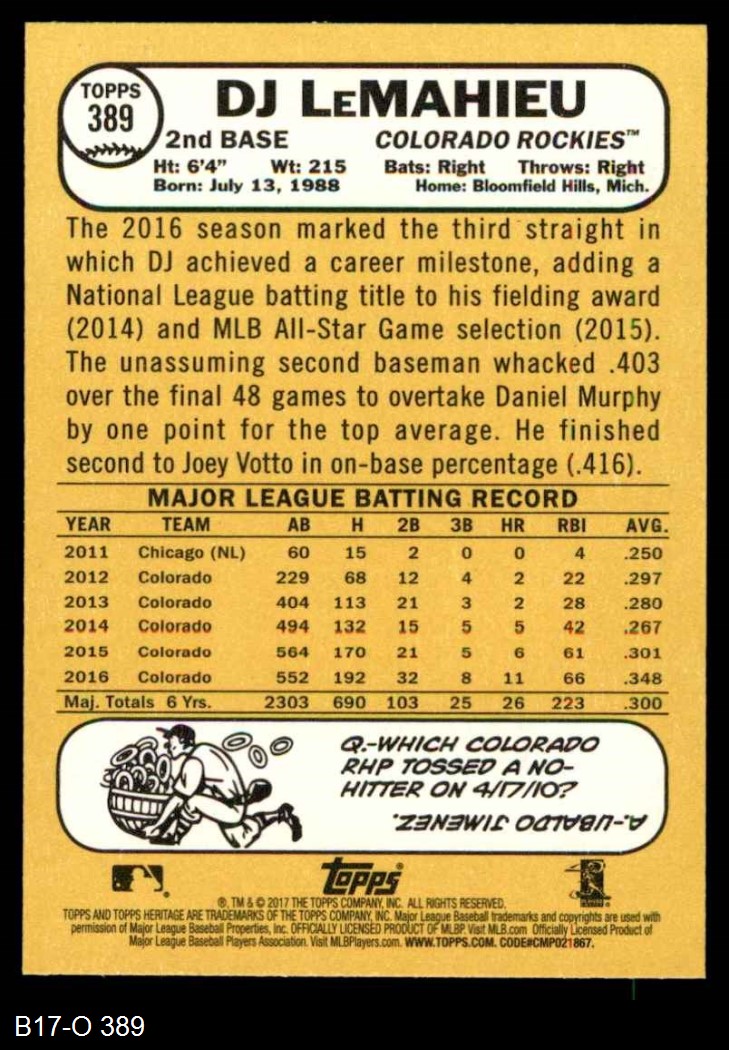 TOPPS
389
DJ LeMAHIEU
2nd BASE COLORADO ROCKIES™
Ht: 6'4" Wt: 215 Bats: Right Throws: Right
Born: July 13, 1988 Home: Bloomfield Hills, Mich.
The 2016 season marked the third straight in
which DJ achieved a career milestone, adding a
National League batting title to his fielding award
(2014) and MLB All-Star Game selection (2015).
The unassuming second baseman whacked .403
over the final 48 games to overtake Daniel Murphy
by one point for the top average. He finished
second to Joey Votto in on-base percentage (.416).
MAJOR LEAGUE BATTING RECORD
YEAR TEAM AB H 2B 3B HR RBI AVG.
2011 Chicago (NL) 60 15 2 0 0 4 .250
2012 Colorado 229 68 12 4 2 22 .297
2013 Colorado 404 113 21 3 2 28 .280
2014 Colorado 494 132 15 5 5 42 .267
2015 Colorado 564 170 21 5 6 61 .301
2016 Colorado 552 192 32 8 11 66 .348
Maj. Totals 6 Yrs. 2303 690 103 25 26 223 .300
Q.-WHICH COLORADO
RHP TOSSED A NO-
HITTER ON 4/17/10?
A.-UBALDO JIMENEZ.
topps®
®, TM & © 2017 THE TOPPS COMPANY, INC. ALL RIGHTS RESERVED.
TOPPS AND TOPPS HERITAGE ARE TRADEMARKS OF THE TOPPS COMPANY, INC. Major League Baseball trademarks and copyrights are used with
permission of Major League Baseball Properties, Inc. OFFICIALLY LICENSED PRODUCT OF MLBP. Visit MLB.com Officially Licensed Product of
Major League Baseball Players Association. Visit MLBPlayers.com. WWW.TOPPS.COM. CODE#CMP021867.
B17-O 389